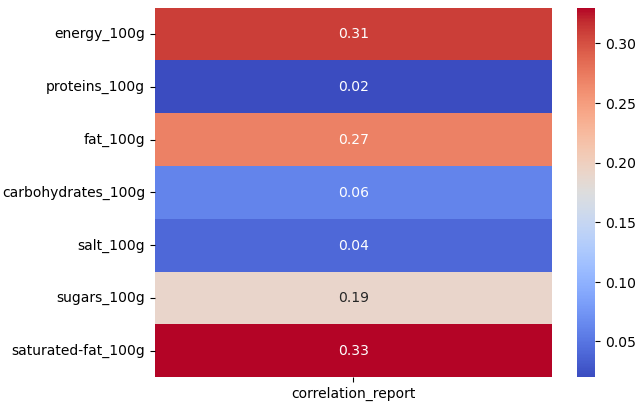 energy_100g 0.31
proteins_100g 0.02
fat_100g 0.27
carbohydrates_100g 0.06
salt_100g 0.04
sugars_100g 0.19
saturated-fat_100g 0.33
correlation_report
0.30
0.25
0.20
0.15
0.10
0.05